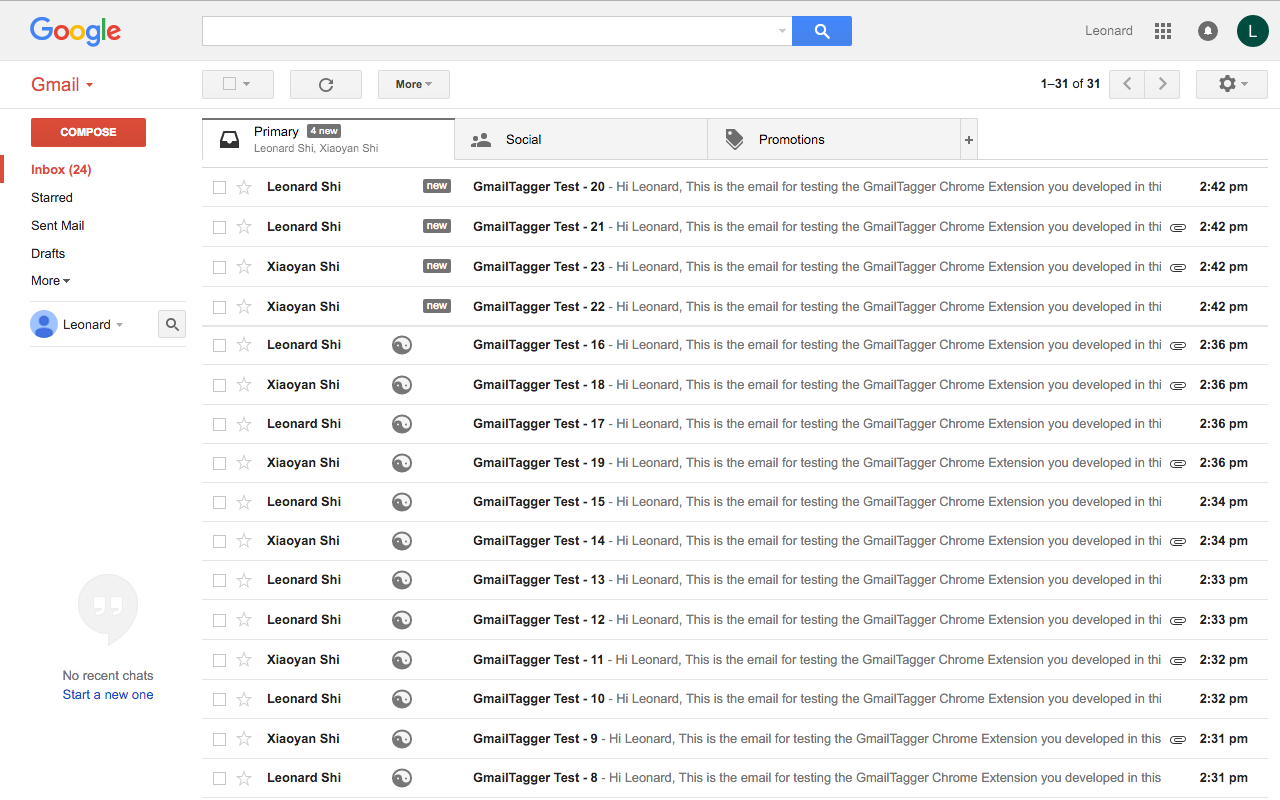 Google
Leonard
L
Gmail
More
1–31 of 31
COMPOSE
Inbox (24)
Starred
Sent Mail
Drafts
More
Leonard
No recent chats
Start a new one
Primary 4 new
Leonard Shi, Xiaoyan Shi
Social
Promotions
+
Leonard Shi new GmailTagger Test - 20 - Hi Leonard, This is the email for testing the GmailTagger Chrome Extension you developed in thi 2:42 pm
Leonard Shi new GmailTagger Test - 21 - Hi Leonard, This is the email for testing the GmailTagger Chrome Extension you developed in thi 2:42 pm
Xiaoyan Shi new GmailTagger Test - 23 - Hi Leonard, This is the email for testing the GmailTagger Chrome Extension you developed in thi 2:42 pm
Xiaoyan Shi new GmailTagger Test - 22 - Hi Leonard, This is the email for testing the GmailTagger Chrome Extension you developed in thi 2:42 pm
Leonard Shi GmailTagger Test - 16 - Hi Leonard, This is the email for testing the GmailTagger Chrome Extension you developed in thi 2:36 pm
Xiaoyan Shi GmailTagger Test - 18 - Hi Leonard, This is the email for testing the GmailTagger Chrome Extension you developed in thi 2:36 pm
Leonard Shi GmailTagger Test - 17 - Hi Leonard, This is the email for testing the GmailTagger Chrome Extension you developed in thi 2:36 pm
Xiaoyan Shi GmailTagger Test - 19 - Hi Leonard, This is the email for testing the GmailTagger Chrome Extension you developed in thi 2:36 pm
Leonard Shi GmailTagger Test - 15 - Hi Leonard, This is the email for testing the GmailTagger Chrome Extension you developed in thi 2:34 pm
Xiaoyan Shi GmailTagger Test - 14 - Hi Leonard, This is the email for testing the GmailTagger Chrome Extension you developed in thi 2:34 pm
Leonard Shi GmailTagger Test - 13 - Hi Leonard, This is the email for testing the GmailTagger Chrome Extension you developed in thi 2:33 pm
Leonard Shi GmailTagger Test - 12 - Hi Leonard, This is the email for testing the GmailTagger Chrome Extension you developed in thi 2:33 pm
Xiaoyan Shi GmailTagger Test - 11 - Hi Leonard, This is the email for testing the GmailTagger Chrome Extension you developed in thi 2:32 pm
Leonard Shi GmailTagger Test - 10 - Hi Leonard, This is the email for testing the GmailTagger Chrome Extension you developed in thi 2:32 pm
Xiaoyan Shi GmailTagger Test - 9 - Hi Leonard, This is the email for testing the GmailTagger Chrome Extension you developed in this 2:31 pm
Leonard Shi GmailTagger Test - 8 - Hi Leonard, This is the email for testing the GmailTagger Chrome Extension you developed in this 2:31 pm